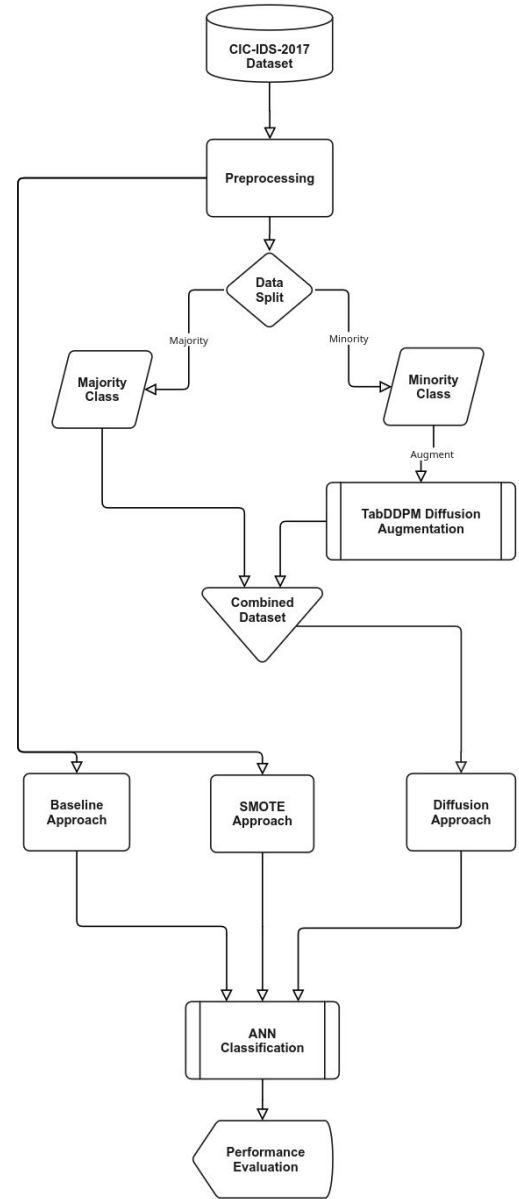 CIC-IDS-2017
Dataset
Preprocessing
Data
Split
Majority
Minority
Majority
Class
Minority
Class
Augment
TabDDPM Diffusion
Augmentation
Combined
Dataset
Baseline
Approach
SMOTE
Approach
Diffusion
Approach
ANN
Classification
Performance
Evaluation